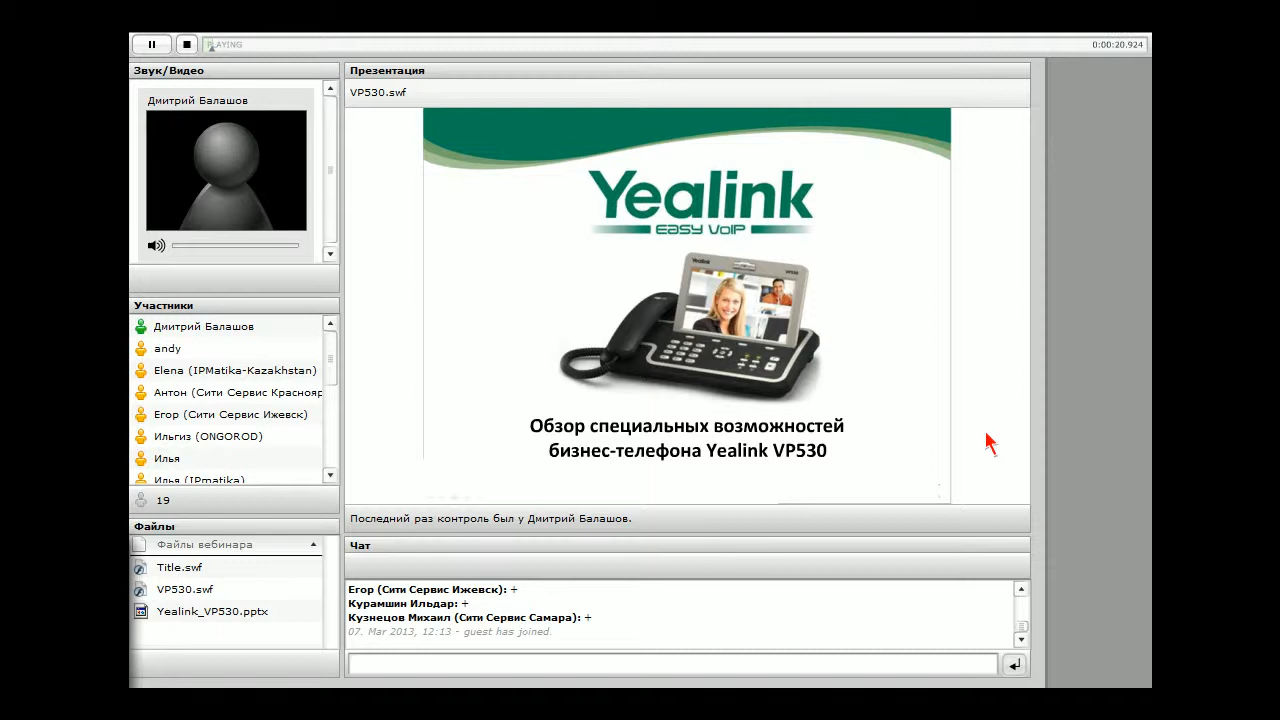 PLAYING
0:00:20.924
Звук/Видео
Дмитрий Балашов
Участники
Дмитрий Балашов
andy
Elena (IPMatika-Kazakhstan)
Антон (Сити Сервис Краснояр
Егор (Сити Сервис Ижевск)
Ильгиз (ONGOROD)
Илья
Илья (IPmatika)
19
Файлы
Файлы вебинара
Title.swf
VP530.swf
Yealink_VP530.pptx
Презентация
VP530.swf
Yealink
EASY VoIP
Yealink
VP530
Обзор специальных возможностей
бизнес-телефона Yealink VP530
Последний раз контроль был у Дмитрий Балашов.
Чат
Егор (Сити Сервис Ижевск): +
Курамшин Ильдар: +
Кузнецов Михаил (Сити Сервис Самара): +
07. Mar 2013, 12:13 - guest has joined.